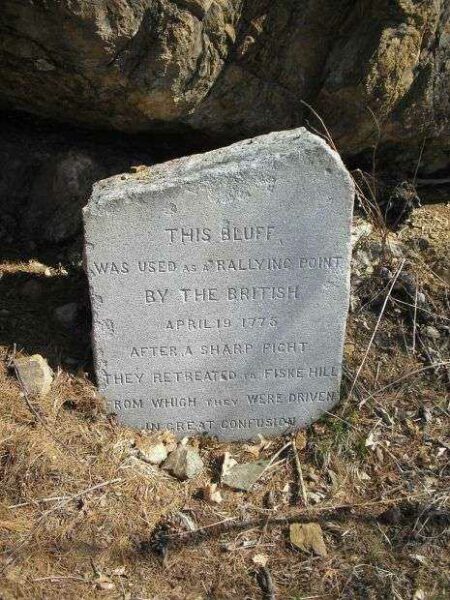 THIS BLUFF,
WAS USED AS A RALLYING POINT
BY THE BRITISH
APRIL 19 1775
AFTER A SHARP FIGHT
THEY RETREATED TO FISKE HILL
FROM WHICH THEY WERE DRIVEN
IN GREAT CONFUSION